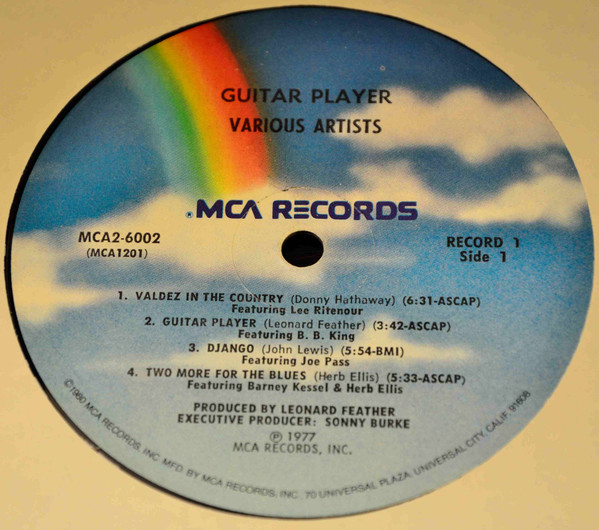 GUITAR PLAYER
VARIOUS ARTISTS
® MCA RECORDS
MCA2-6002
(MCA1201)
RECORD 1
Side 1
1. VALDEZ IN THE COUNTRY (Donny Hathaway) (6:31-ASCAP)
Featuring Lee Ritenour
2. GUITAR PLAYER (Leonard Feather) (3:42-ASCAP)
Featuring B. B. King
3. DJANGO (John Lewis) (5:54-BMI)
Featuring Joe Pass
4. TWO MORE FOR THE BLUES (Herb Ellis) (5:33-ASCAP)
Featuring Barney Kessel & Herb Ellis
PRODUCED BY LEONARD FEATHER
EXECUTIVE PRODUCER: SONNY BURKE
℗ 1977
MCA RECORDS, INC.
©1980 MCA RECORDS, INC. MFD. BY MCA RECORDS, INC. 70 UNIVERSAL PLAZA, UNIVERSAL CITY, CALIF. 91608